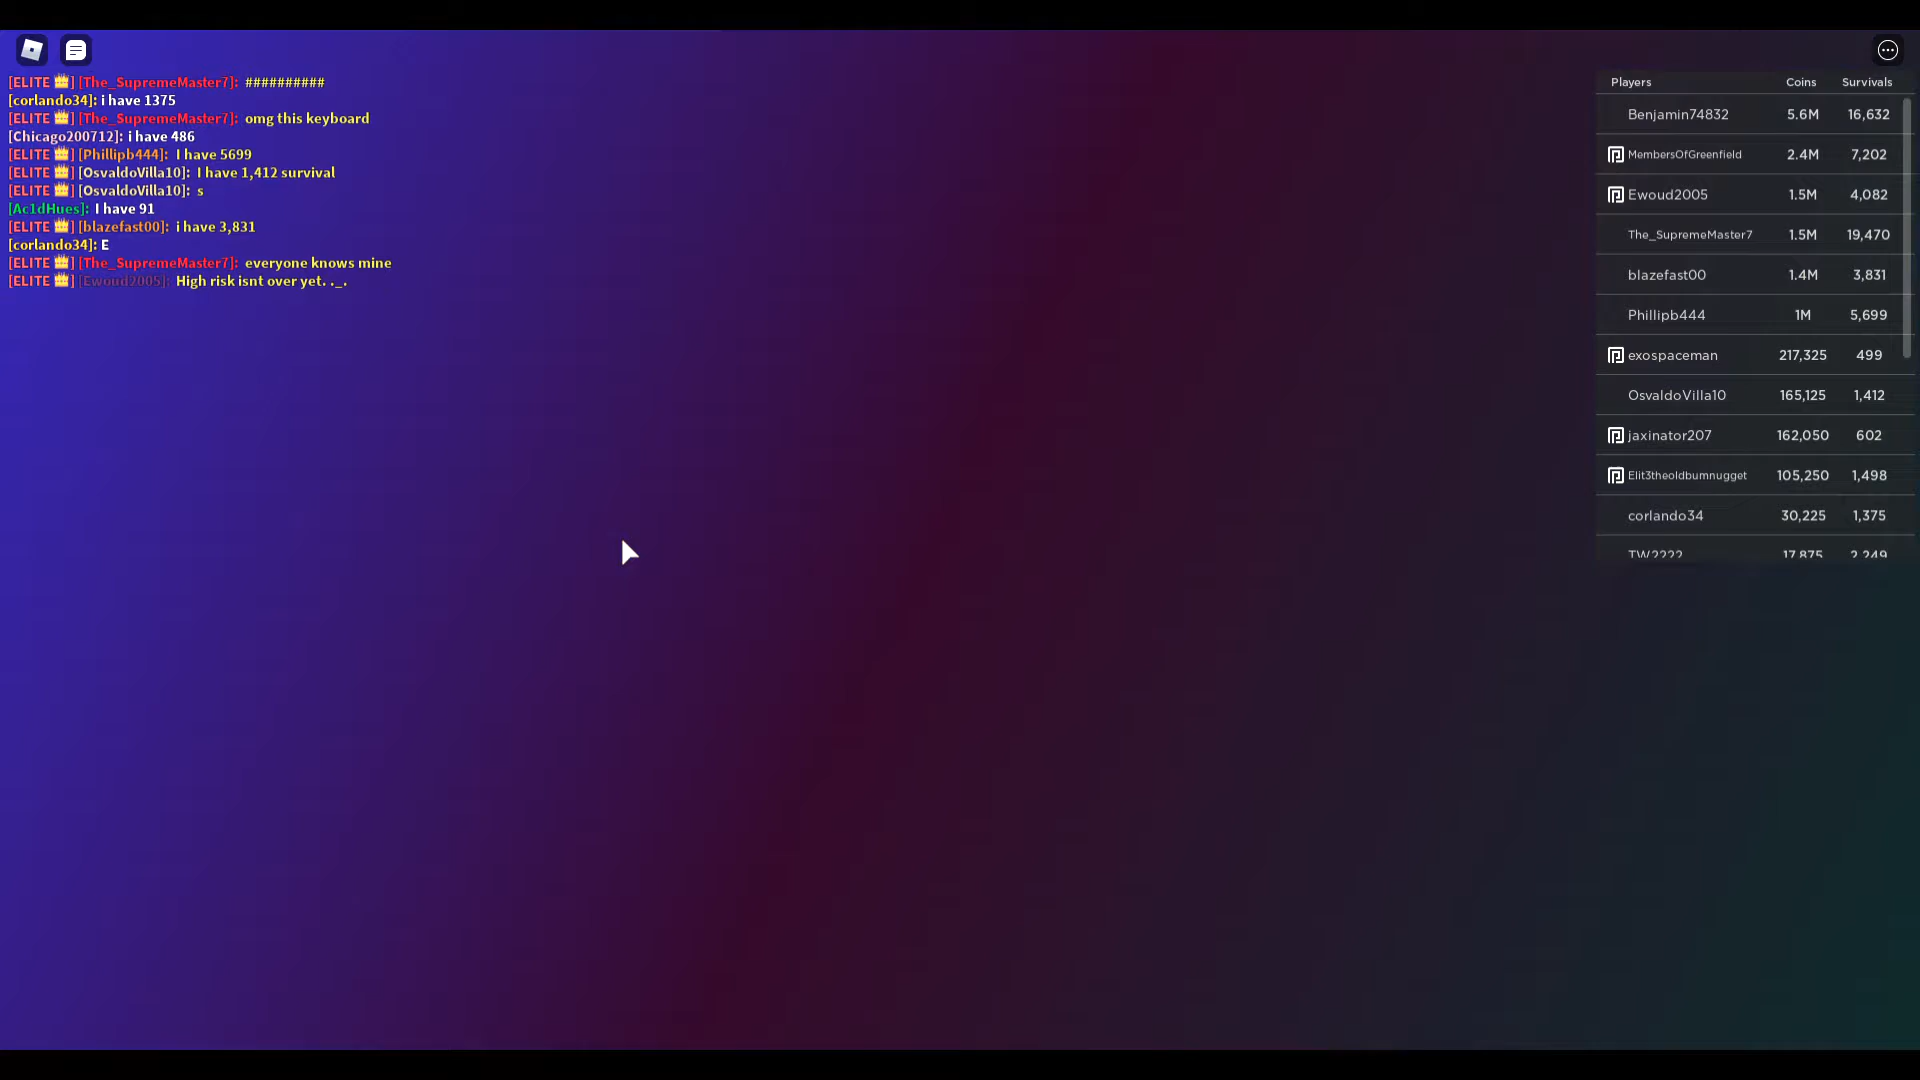 [ELITE 👑] [The_SupremeMaster7]: ##########
[corlando34]: i have 1375
[ELITE 👑] [The_SupremeMaster7]: omg this keyboard
[Chicago200712]: i have 486
[ELITE 👑] [Phillipb444]: I have 5699
[ELITE 👑] [OsvaldoVilla10]: I have 1,412 survival
[ELITE 👑] [OsvaldoVilla10]: s
[Ac1dHues]: I have 91
[ELITE 👑] [blazefast00]: i have 3,831
[corlando34]: E
[ELITE 👑] [The_SupremeMaster7]: everyone knows mine
[ELITE 👑] [Ewoud2005]: High risk isnt over yet. ._.
Players Coins Survivals
Benjamin74832 5.6M 16,632
MembersOfGreenfield 2.4M 7,202
Ewoud2005 1.5M 4,082
The_SupremeMaster7 1.5M 19,470
blazefast00 1.4M 3,831
Phillipb444 1M 5,699
exospaceman 217,325 499
OsvaldoVilla10 165,125 1,412
jaxinator207 162,050 602
Elit3theoldbumnugget 105,250 1,498
corlando34 30,225 1,375
TW2222 17,875 2,249